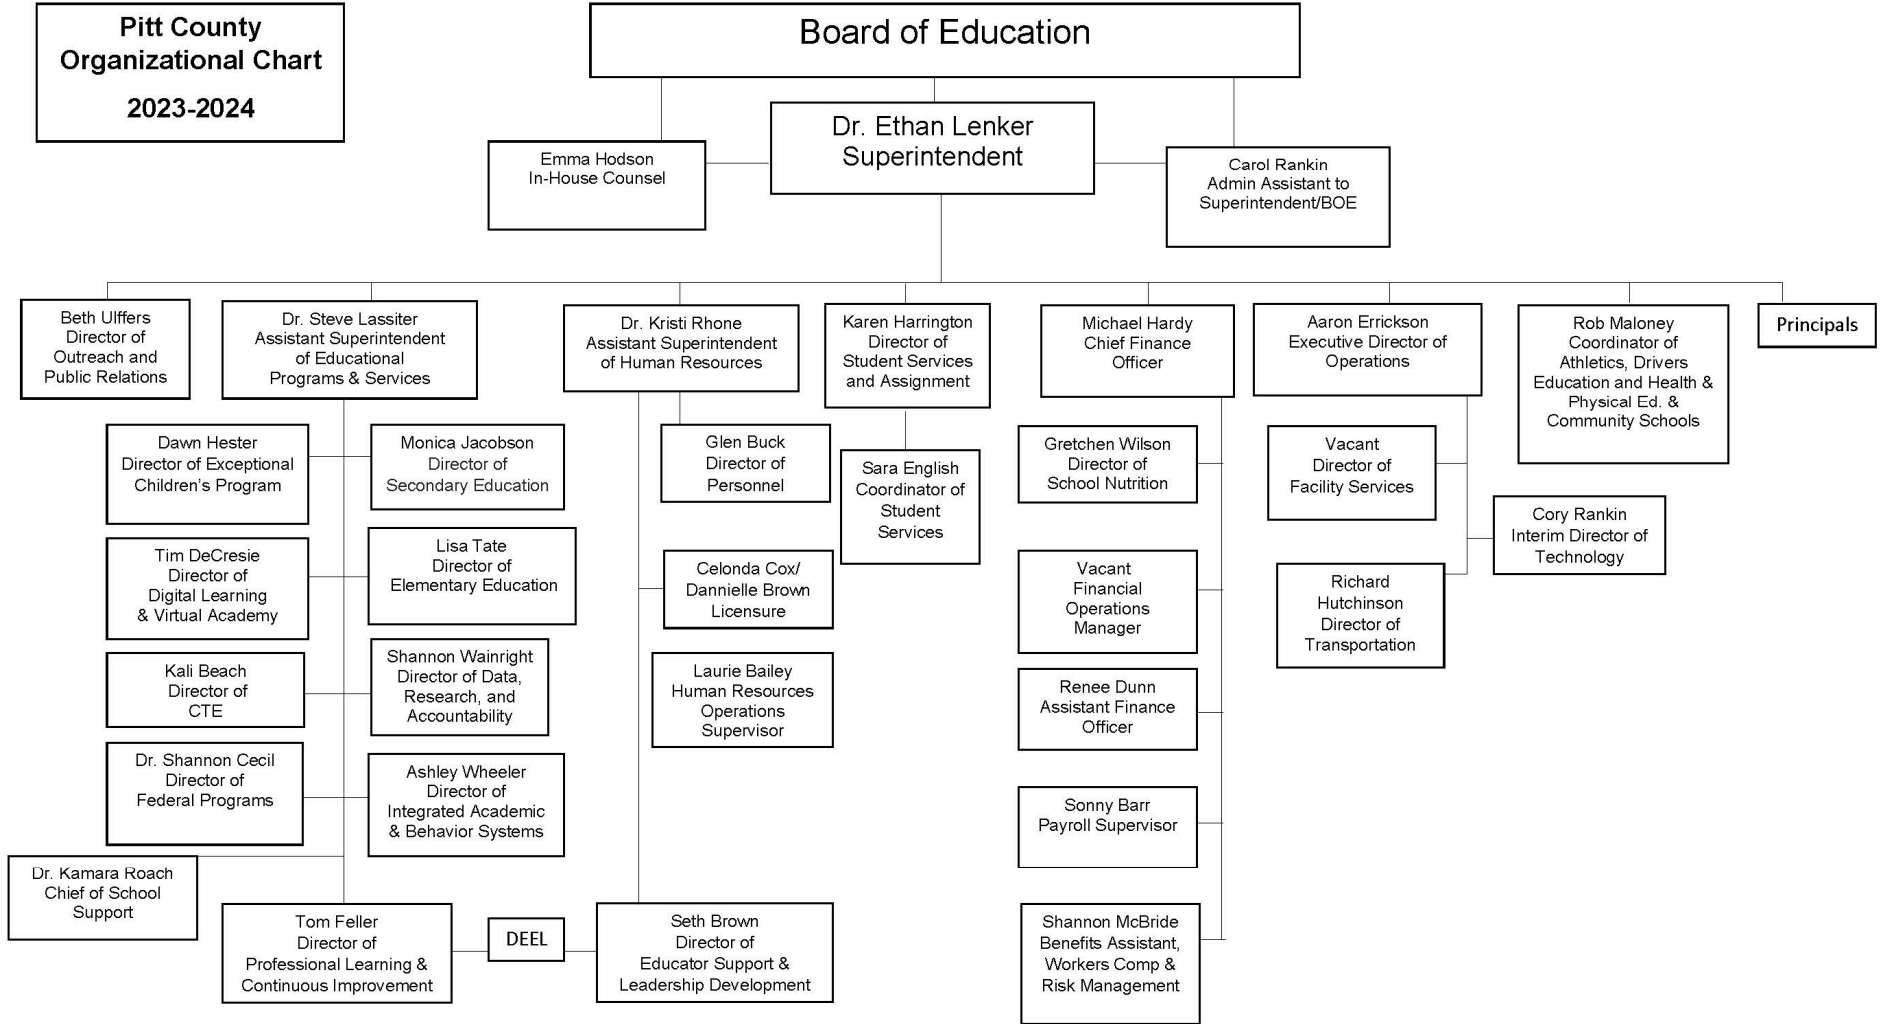 Pitt County
Organizational Chart
2023-2024
Board of Education
Dr. Ethan Lenker
Superintendent
Emma Hodson
In-House Counsel
Carol Rankin
Admin Assistant to
Superintendent/BOE
Beth Ulffers
Director of
Outreach and
Public Relations
Dr. Steve Lassiter
Assistant Superintendent
of Educational
Programs & Services
Dr. Kristi Rhone
Assistant Superintendent
of Human Resources
Karen Harrington
Director of
Student Services
and Assignment
Michael Hardy
Chief Finance
Officer
Aaron Errickson
Executive Director of
Operations
Rob Maloney
Coordinator of
Athletics, Drivers
Education and Health &
Physical Ed. &
Community Schools
Principals
Dawn Hester
Director of Exceptional
Children's Program
Monica Jacobson
Director of
Secondary Education
Tim DeCresie
Director of
Digital Learning
& Virtual Academy
Lisa Tate
Director of
Elementary Education
Kali Beach
Director of
CTE
Shannon Wainright
Director of Data,
Research, and
Accountability
Dr. Shannon Cecil
Director of
Federal Programs
Ashley Wheeler
Director of
Integrated Academic
& Behavior Systems
Dr. Kamara Roach
Chief of School
Support
Tom Feller
Director of
Professional Learning &
Continuous Improvement
DEEL
Glen Buck
Director of
Personnel
Celonda Cox/
Dannielle Brown
Licensure
Laurie Bailey
Human Resources
Operations
Supervisor
Seth Brown
Director of
Educator Support &
Leadership Development
Sara English
Coordinator of
Student
Services
Gretchen Wilson
Director of
School Nutrition
Vacant
Financial
Operations
Manager
Renee Dunn
Assistant Finance
Officer
Sonny Barr
Payroll Supervisor
Shannon McBride
Benefits Assistant,
Workers Comp &
Risk Management
Vacant
Director of
Facility Services
Cory Rankin
Interim Director of
Technology
Richard
Hutchinson
Director of
Transportation